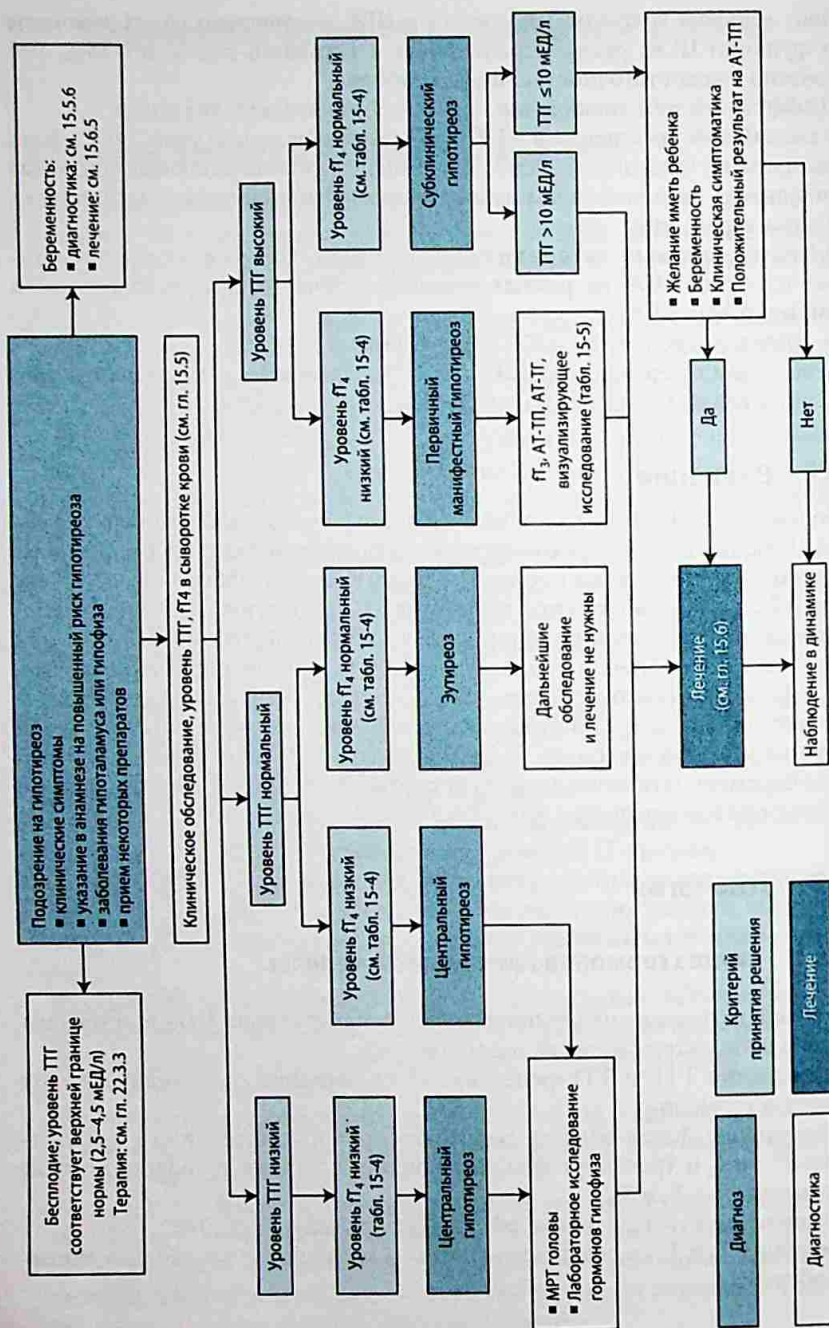 Бесплодие; уровень ТТГ
соответствует верхней границе
нормы (2,5–4,5 мЕД/л)
Терапия: см. гл. 22.3.3
Подозрение на гипотиреоз
■ клинические симптомы
■ указание в анамнезе на повышенный риск гипотиреоза
■ заболевания гипоталамуса или гипофиза
■ прием некоторых препаратов
Беременность:
■ диагностика: см. 15.5.6
■ лечение: см. 15.6.5
Клиническое обследование, уровень ТТГ, fT4 в сыворотке крови (см. гл. 15.5)
Уровень ТТГ низкий
Уровень ТТГ нормальный
Уровень ТТГ высокий
Уровень fT₄ низкий
(табл. 15-4)
Уровень fT₄ низкий
(см. табл. 15-4)
Уровень fT₄ нормальный
(см. табл. 15-4)
Уровень fT₄
низкий (см. табл. 15-4)
Уровень fT₄ нормальный
(см. табл. 15-4)
Центральный
гипотиреоз
Центральный
гипотиреоз
Эутиреоз
Первичный
манифестный гипотиреоз
Субклинический
гипотиреоз
■ МРТ головы
■ Лабораторное исследование
гормонов гипофиза
Дальнейшие
обследование
и лечение не нужны
fT₃, АТ-ТП, АТ-ТГ,
визуализирующее
исследование (табл. 15-5)
ТТГ >10 мЕД/л
ТТГ ≤10 мЕД/л
■ Желание иметь ребенка
■ Беременность
■ Клиническая симптоматика
■ Положительный результат на АТ-ТП
Лечение
(см. гл. 15.6)
Да
Наблюдение в динамике
Нет
Диагноз
Критерий
принятия решения
Диагностика
Лечение